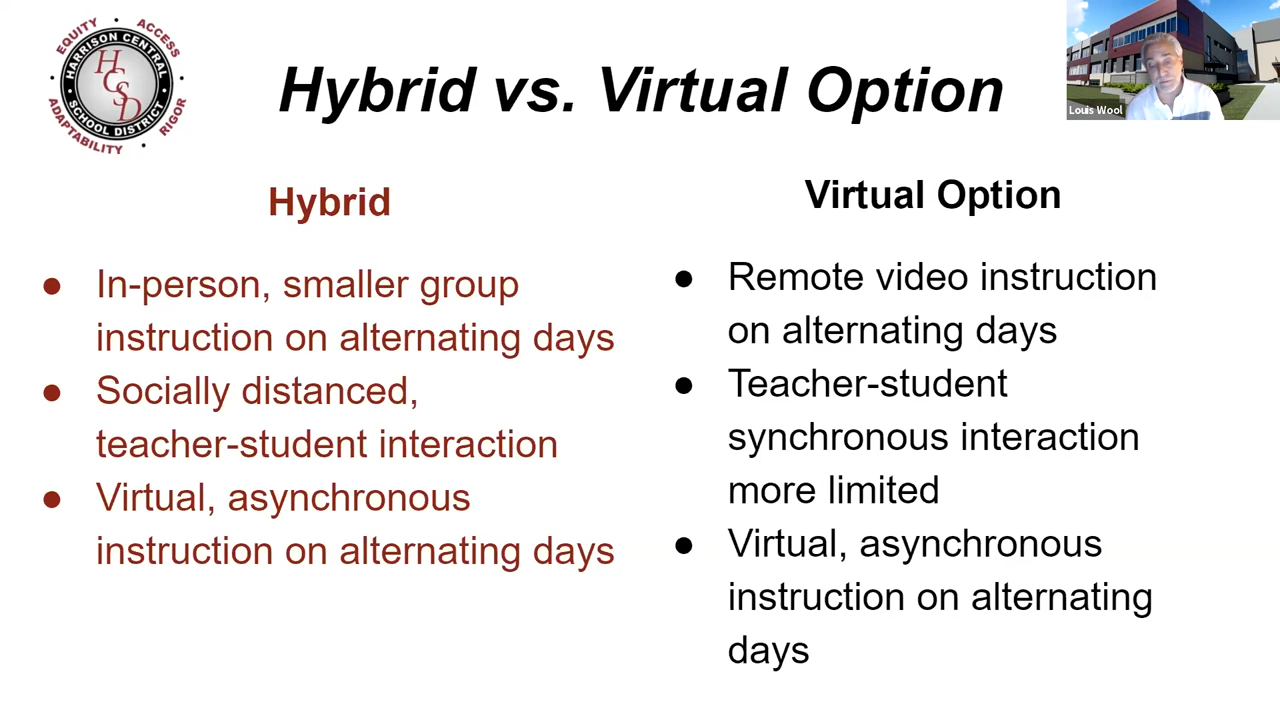 EQUITY · ACCESS
HARRISON CENTRAL
HCSD
SCHOOL DISTRICT
ADAPTABILITY · RIGOR
Hybrid vs. Virtual Option
Louis Wool
Hybrid
● In-person, smaller group
instruction on alternating days
● Socially distanced,
teacher-student interaction
● Virtual, asynchronous
instruction on alternating days
Virtual Option
● Remote video instruction
on alternating days
● Teacher-student
synchronous interaction
more limited
● Virtual, asynchronous
instruction on alternating
days